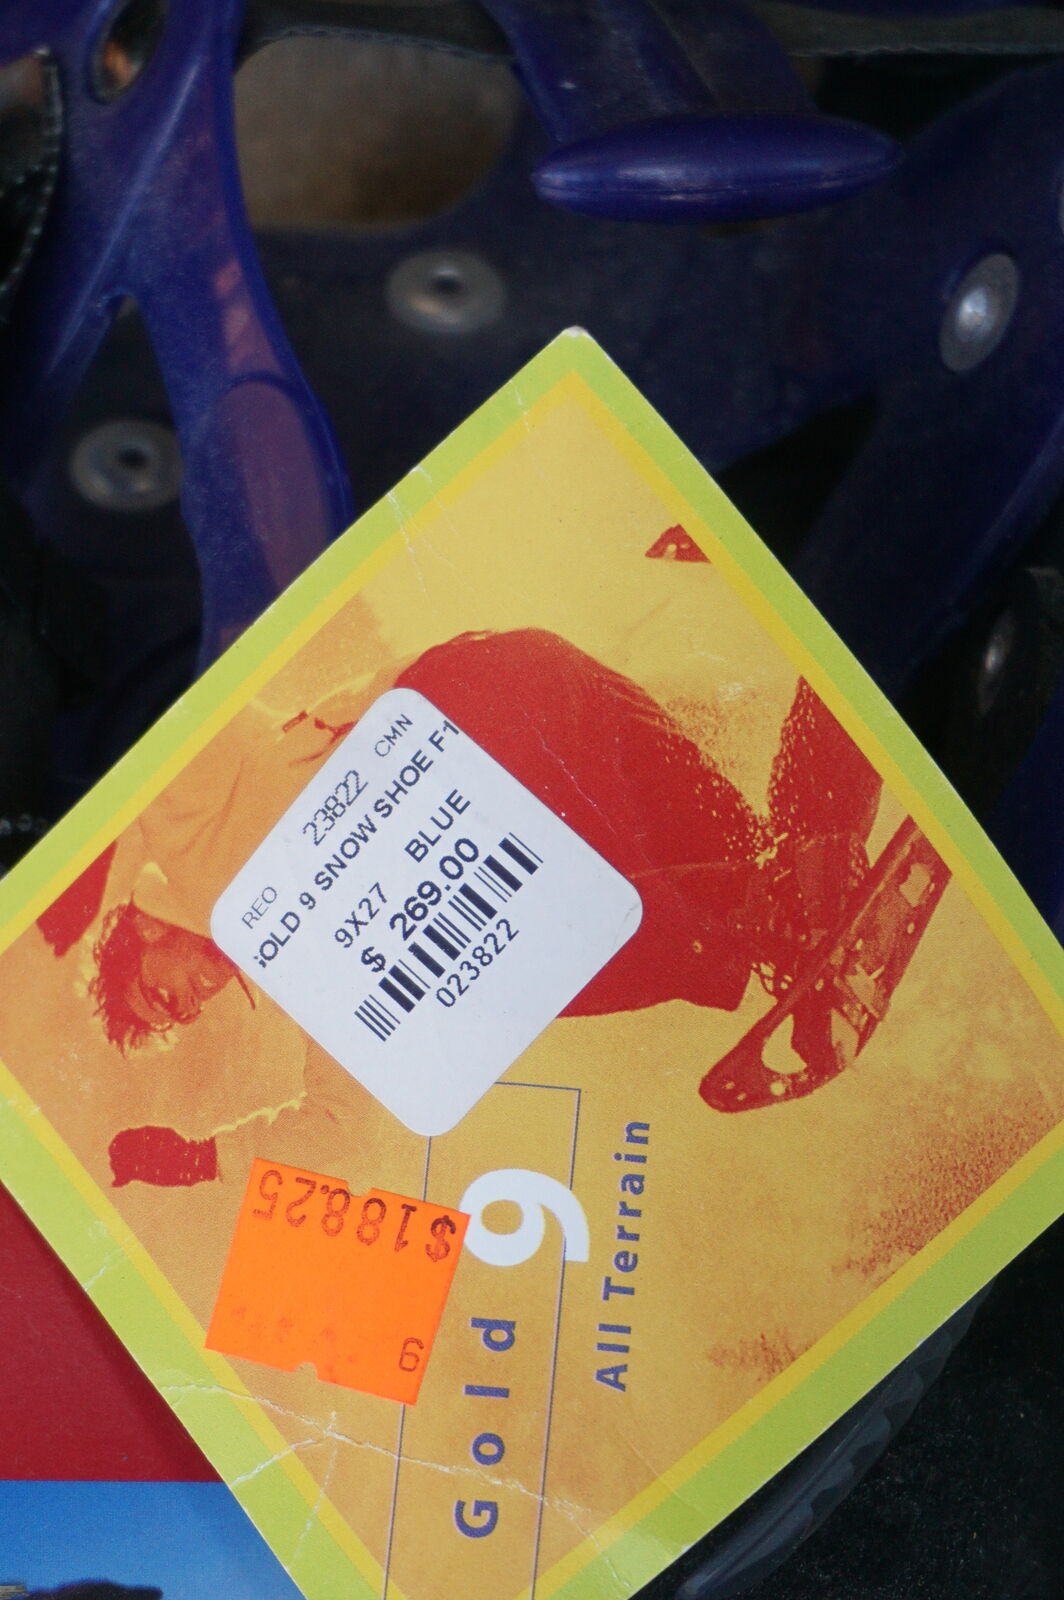 REO 23822 CMN
GOLD 9 SNOW SHOE F1
9X27 BLUE
$ 269.00
023822
$188.25
9
Gold 9
All Terrain